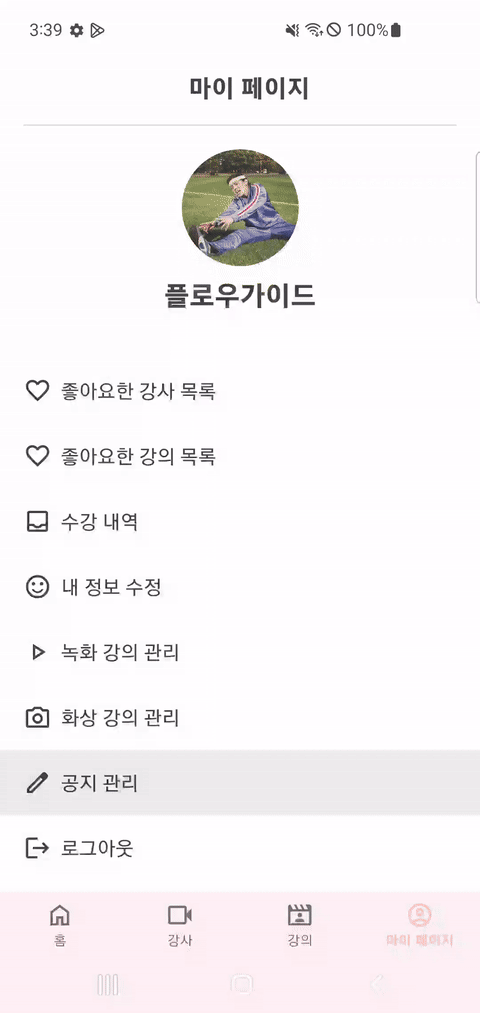 3:39
100%
마이 페이지
플로우가이드
좋아요한 강사 목록
좋아요한 강의 목록
수강 내역
내 정보 수정
녹화 강의 관리
화상 강의 관리
공지 관리
로그아웃
홈 강사 강의 마이 페이지